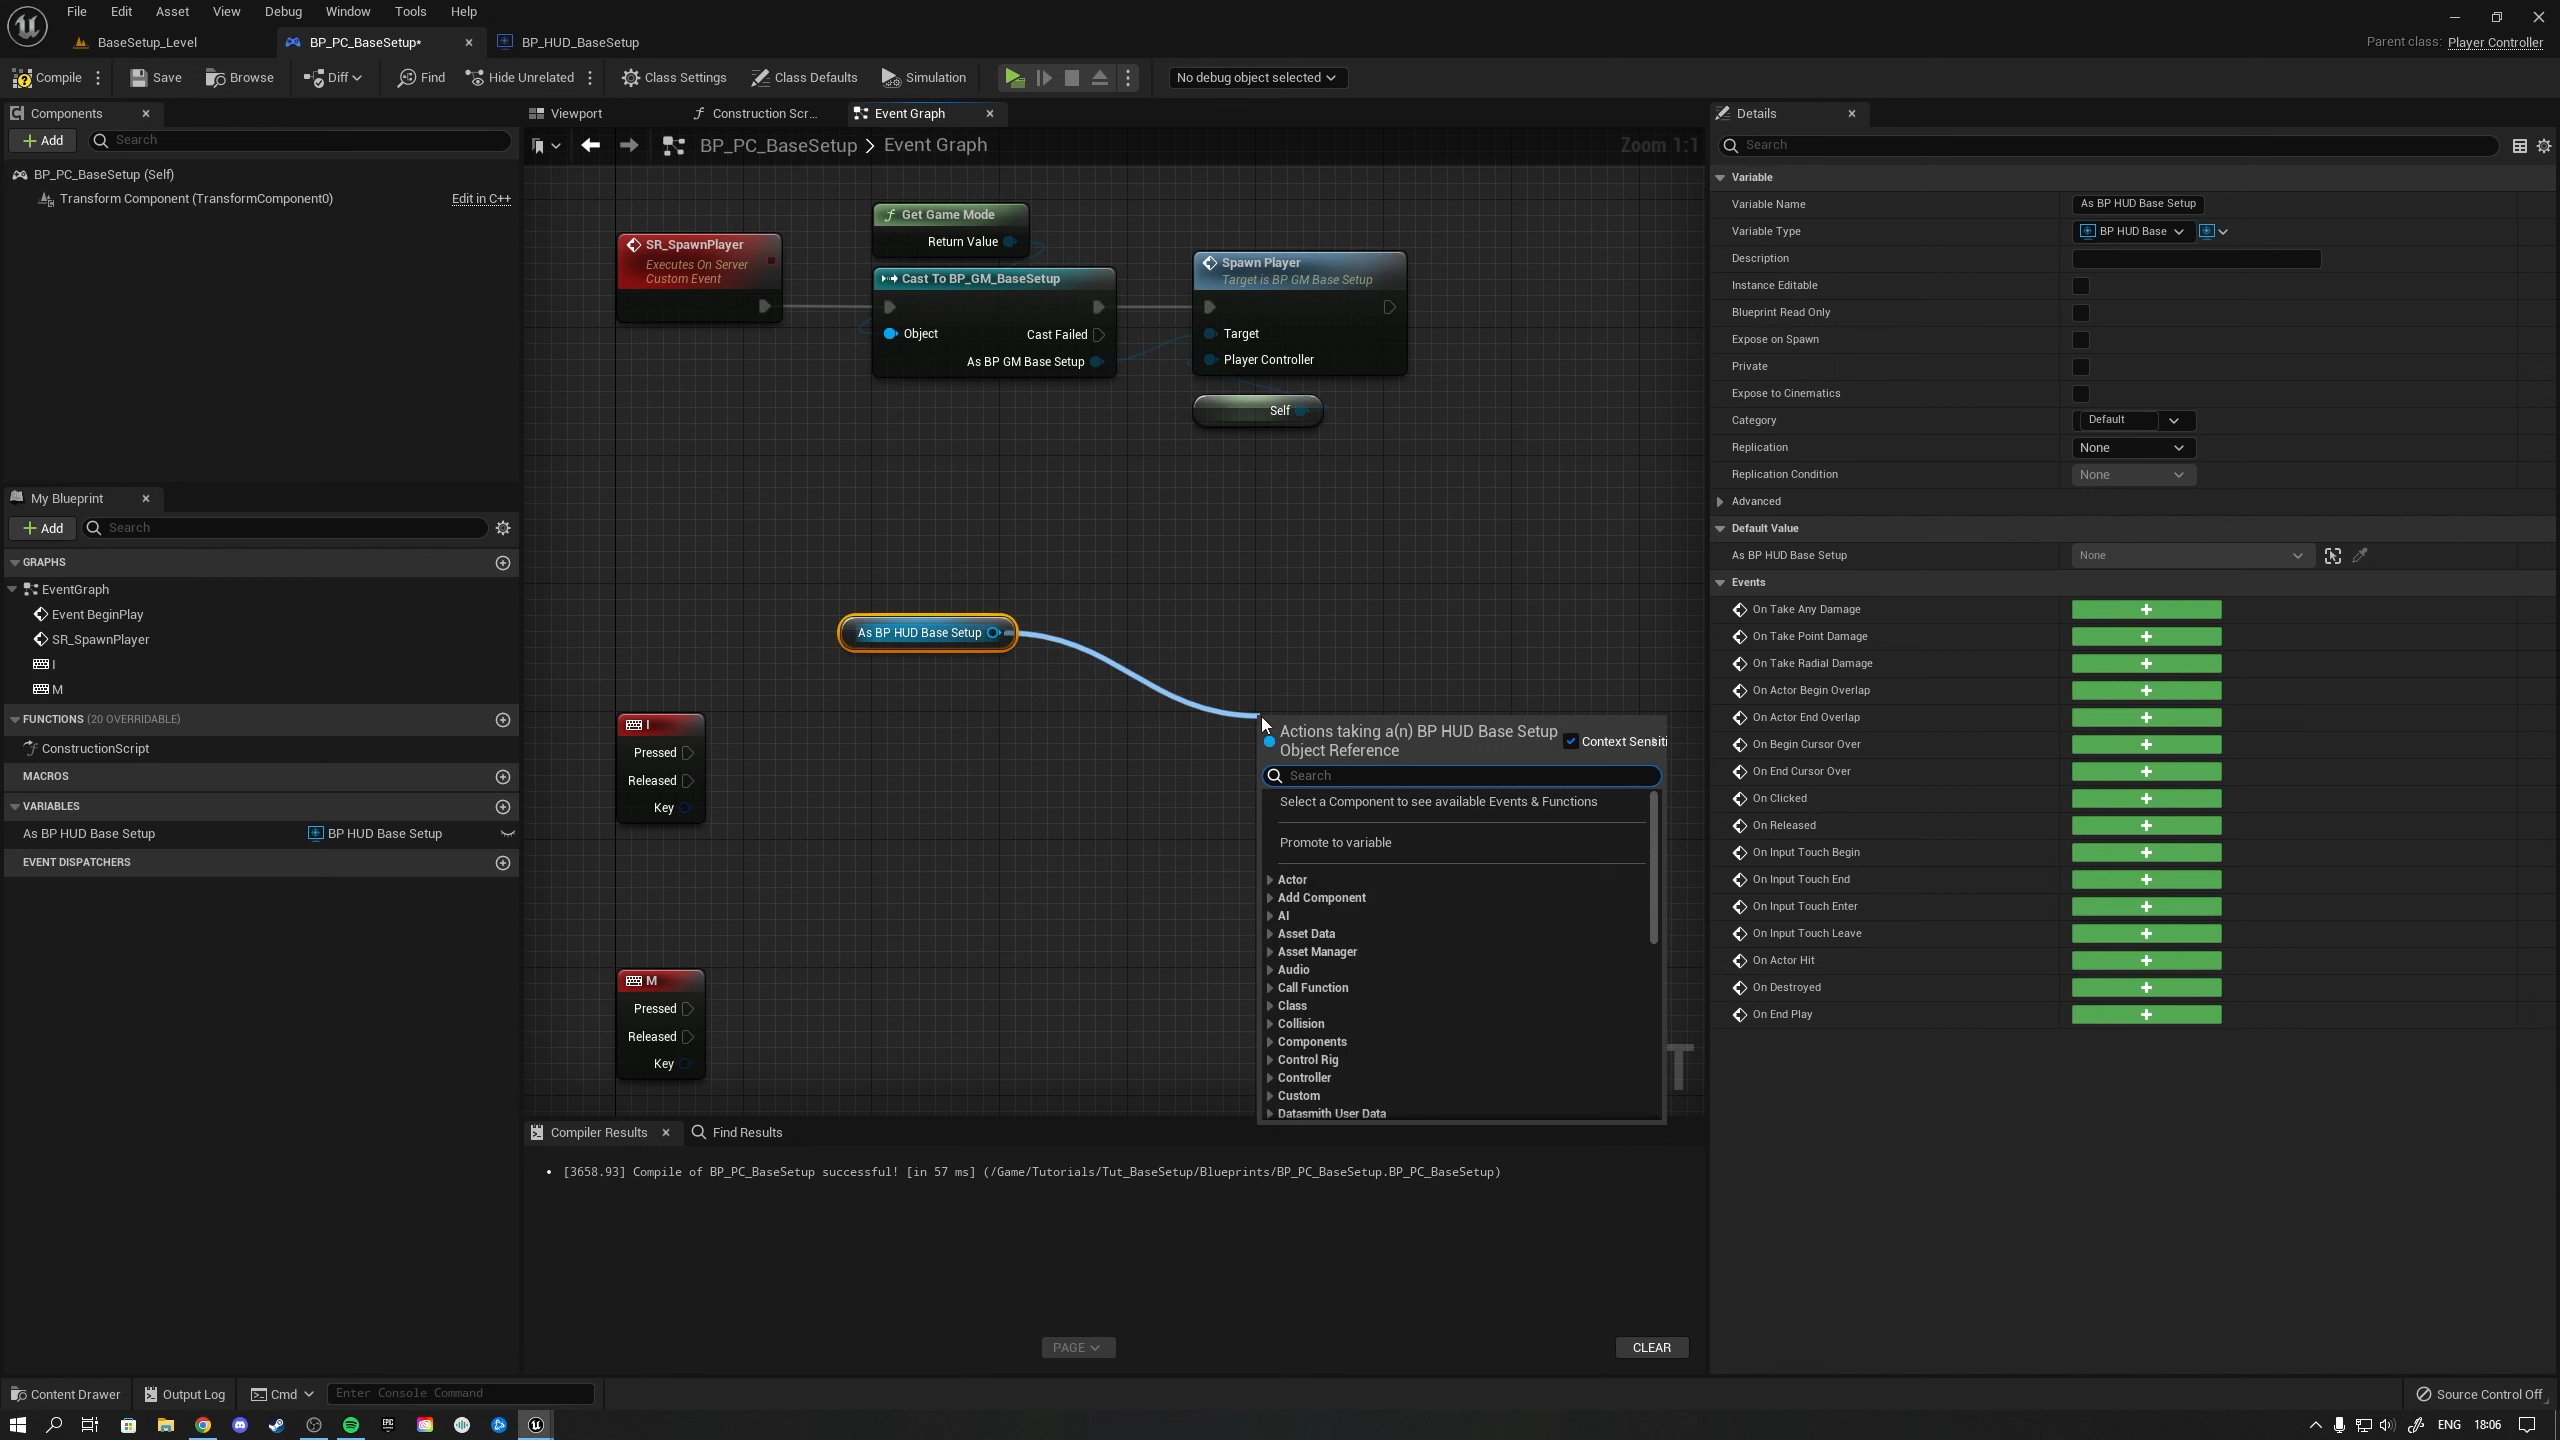 File Edit Asset View Debug Window Tools Help
BaseSetup_Level
BP_PC_BaseSetup*
BP_HUD_BaseSetup
Parent class: Player Controller
Compile
Save
Browse
Diff
Find
Hide Unrelated
Class Settings
Class Defaults
Simulation
No debug object selected
Components
Add
Search
BP_PC_BaseSetup (Self)
Transform Component (TransformComponent0)
Edit in C++
My Blueprint
Add
Search
GRAPHS
EventGraph
Event BeginPlay
SR_SpawnPlayer
I
M
FUNCTIONS (20 OVERRIDABLE)
ConstructionScript
MACROS
VARIABLES
As BP HUD Base Setup
BP HUD Base Setup
EVENT DISPATCHERS
Viewport
Construction Scr...
Event Graph
BP_PC_BaseSetup > Event Graph
Zoom 1:1
SR_SpawnPlayer
Executes On Server
Custom Event
Get Game Mode
Return Value
Cast To BP_GM_BaseSetup
Object
Cast Failed
As BP GM Base Setup
Spawn Player
Target is BP GM Base Setup
Target
Player Controller
Self
As BP HUD Base Setup
I
Pressed
Released
Key
M
Pressed
Released
Key
Actions taking a(n) BP HUD Base Setup
Object Reference
Context Sensiti
Search
Select a Component to see available Events & Functions
Promote to variable
Actor
Add Component
AI
Asset Data
Asset Manager
Audio
Call Function
Class
Collision
Components
Control Rig
Controller
Custom
Datasmith User Data
T
Compiler Results
Find Results
• [3658.93] Compile of BP_PC_BaseSetup successful! [in 57 ms] (/Game/Tutorials/Tut_BaseSetup/Blueprints/BP_PC_BaseSetup.BP_PC_BaseSetup)
PAGE
CLEAR
Details
Search
Variable
Variable Name
As BP HUD Base Setup
Variable Type
BP HUD Base
Description
Instance Editable
Blueprint Read Only
Expose on Spawn
Private
Expose to Cinematics
Category
Default
Replication
None
Replication Condition
None
Advanced
Default Value
As BP HUD Base Setup
None
Events
On Take Any Damage
On Take Point Damage
On Take Radial Damage
On Actor Begin Overlap
On Actor End Overlap
On Begin Cursor Over
On End Cursor Over
On Clicked
On Released
On Input Touch Begin
On Input Touch End
On Input Touch Enter
On Input Touch Leave
On Actor Hit
On Destroyed
On End Play
Content Drawer
Output Log
Cmd
Enter Console Command
Source Control Off
EPIC
ENG
18:06